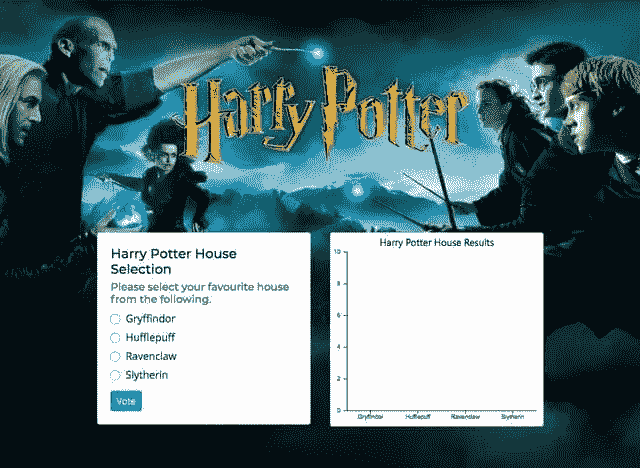 Harry Potter
Harry Potter House
Selection
Please select your favourite house
from the following.
Gryffindor
Hufflepuff
Ravenclaw
Slytherin
Vote
Harry Potter House Results
10
8
6
4
2
0
Gryffindor Hufflepuff Ravenclaw Slytherin